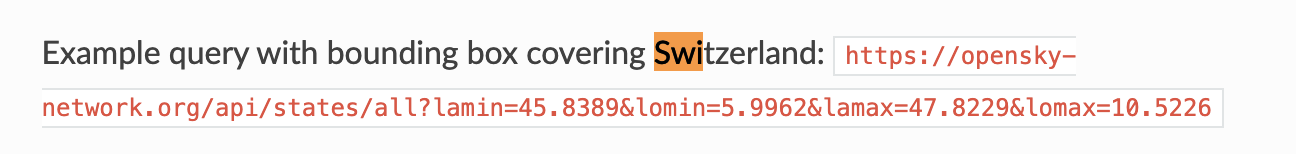 Example query with bounding box covering Switzerland: https://opensky-
network.org/api/states/all?lamin=45.8389&lomin=5.9962&lamax=47.8229&lomax=10.5226